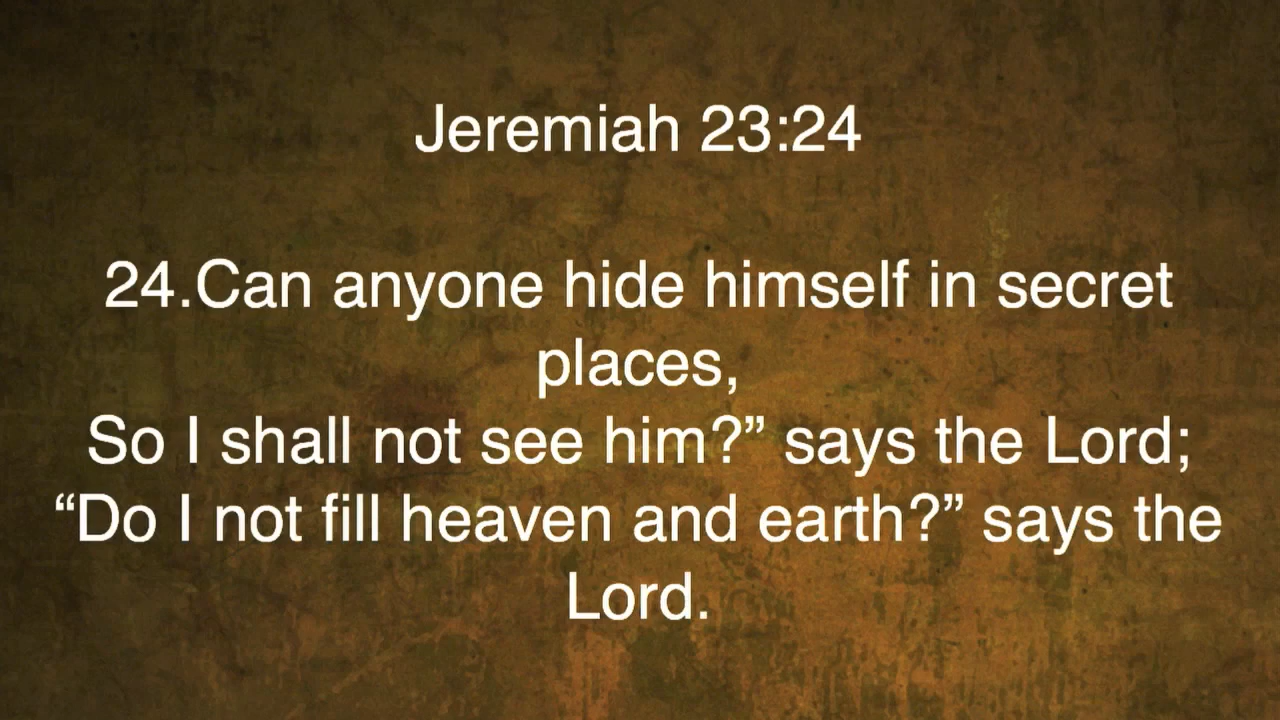 Jeremiah 23:24
24.Can anyone hide himself in secret
places,
So I shall not see him?” says the Lord;
“Do I not fill heaven and earth?” says the
Lord.